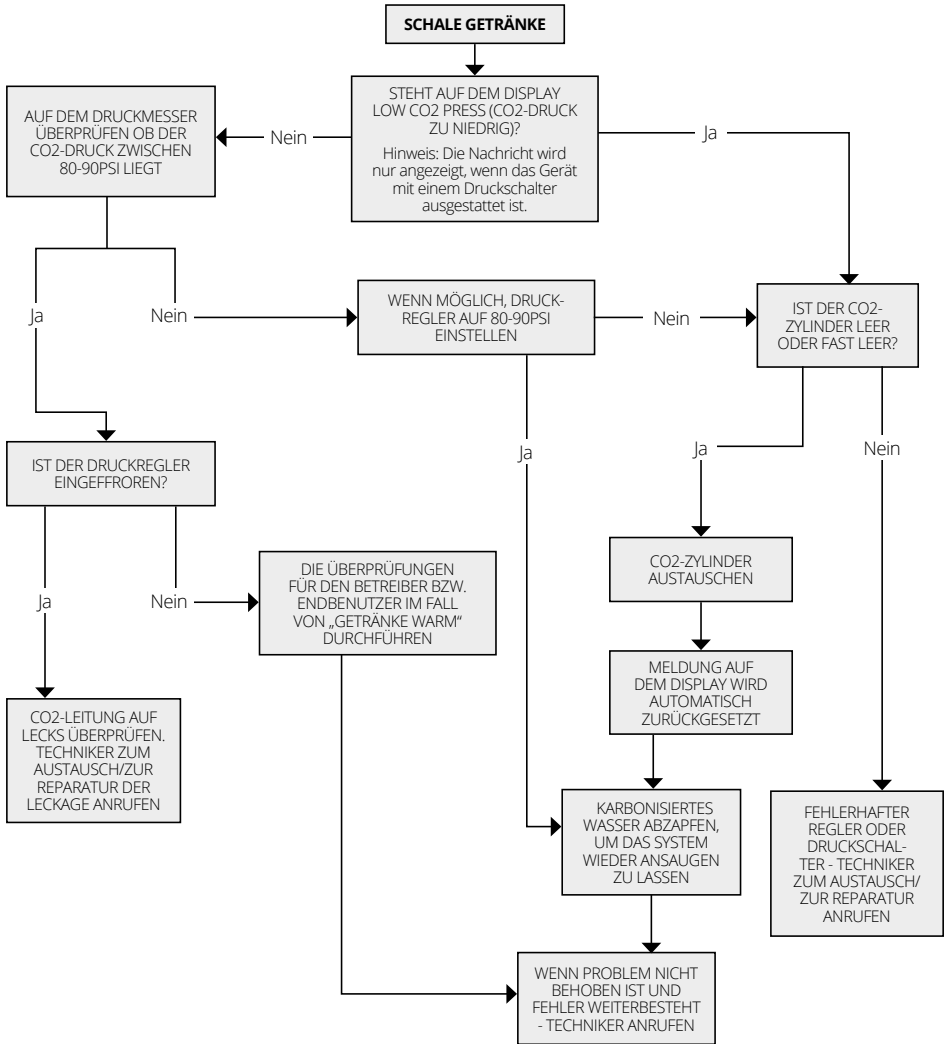 SCHALE GETRÄNKE
STEHT AUF DEM DISPLAY
LOW CO2 PRESS (CO2-DRUCK
ZU NIEDRIG)?
Hinweis: Die Nachricht wird
nur angezeigt, wenn das Gerät
mit einem Druckschalter
ausgestattet ist.
Nein
Ja
AUF DEM DRUCKMESSER
ÜBERPRÜFEN OB DER
CO2-DRUCK ZWISCHEN
80-90PSI LIEGT
Ja
Nein
WENN MÖGLICH, DRUCK-
REGLER AUF 80-90PSI
EINSTELLEN
Nein
IST DER CO2-
ZYLINDER LEER
ODER FAST LEER?
IST DER DRUCKREGLER
EINGEFFROREN?
Ja
Ja
Nein
CO2-ZYLINDER
AUSTAUSCHEN
DIE ÜBERPRÜFUNGEN
FÜR DEN BETREIBER BZW.
ENDBENUTZER IM FALL
VON „GETRÄNKE WARM“
DURCHFÜHREN
Ja
Nein
MELDUNG AUF
DEM DISPLAY WIRD
AUTOMATISCH
ZURÜCKGESETZT
CO2-LEITUNG AUF
LECKS ÜBERPRÜFEN.
TECHNIKER ZUM
AUSTAUSCH/ZUR
REPARATUR DER
LECKAGE ANRUFEN
KARBONISIERTES
WASSER ABZAPFEN,
UM DAS SYSTEM
WIEDER ANSAUGEN
ZU LASSEN
FEHLERHAFTER
REGLER ODER
DRUCKSCHAL-
TER - TECHNIKER
ZUM AUSTAUSCH/
ZUR REPARATUR
ANRUFEN
WENN PROBLEM NICHT
BEHOBEN IST UND
FEHLER WEITERBESTEHT
- TECHNIKER ANRUFEN